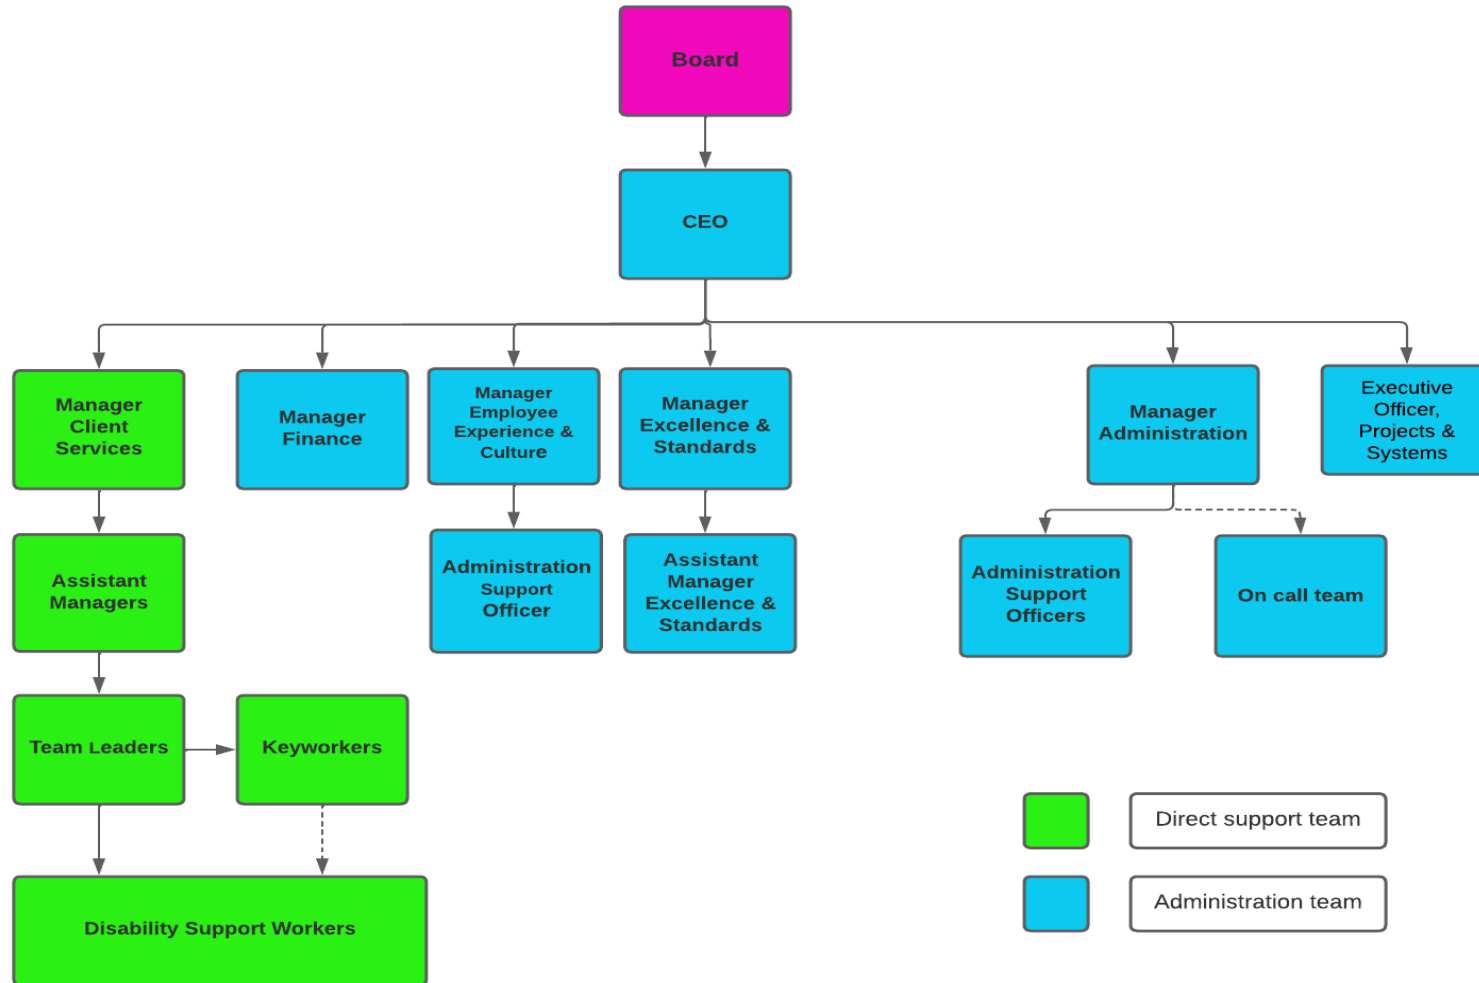 Board
CEO
Manager
Client
Services
Manager
Finance
Manager
Employee
Experience &
Culture
Manager
Excellence &
Standards
Manager
Administration
Executive
Officer,
Projects &
Systems
Assistant
Managers
Administration
Support
Officer
Assistant
Manager
Excellence &
Standards
Administration
Support
Officers
On call team
Team Leaders
Keyworkers
Disability Support Workers
Direct support team
Administration team